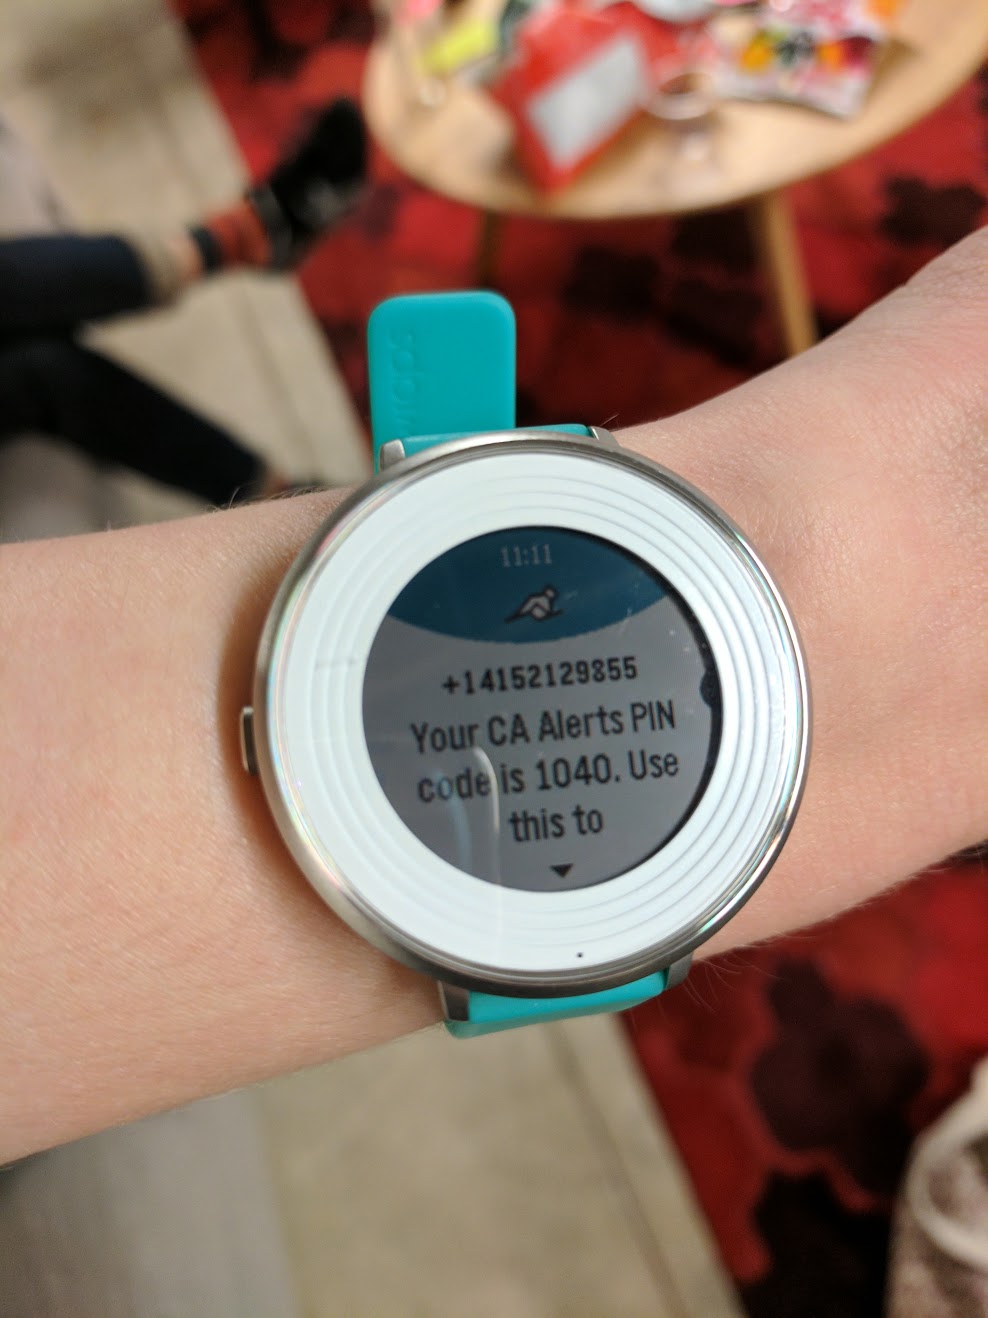 11:11
+14152129855
Your CA Alerts PIN
code is 1040. Use
this to